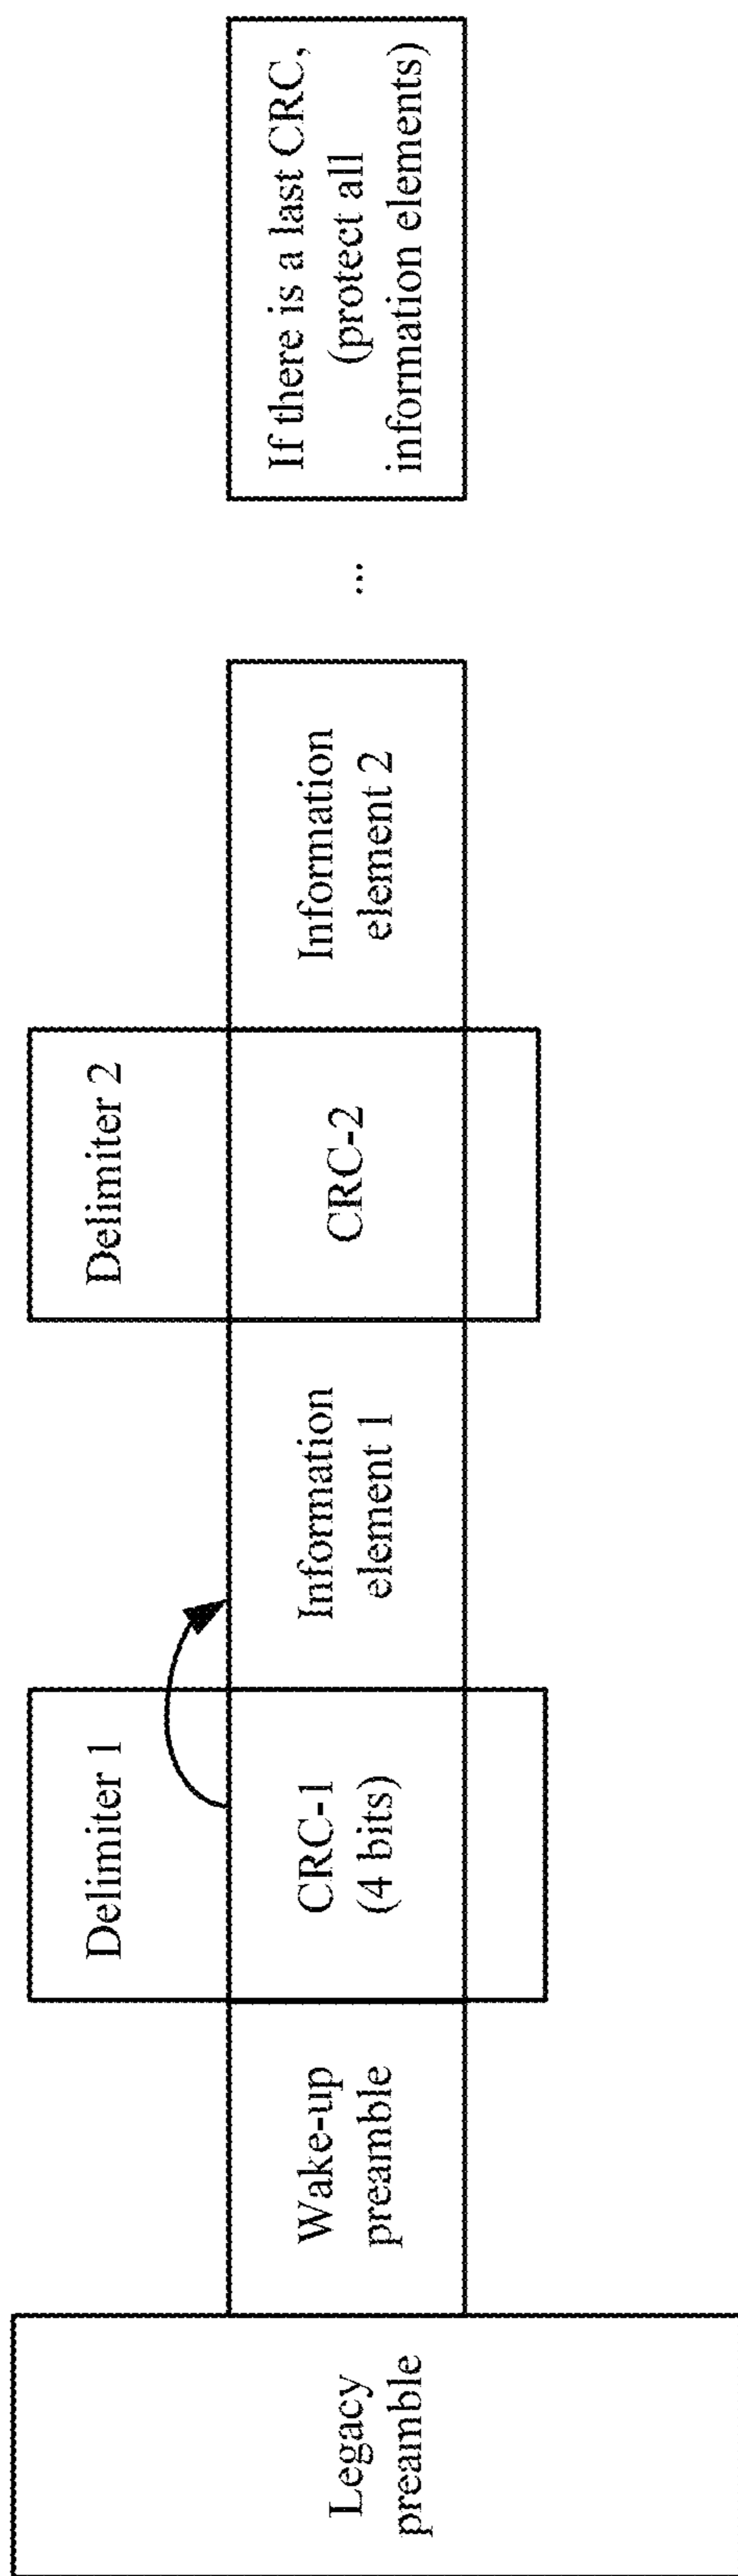 Legacy
preamble
Wake-up
preamble
Delimiter 1
CRC-1
(4 bits)
Information
element 1
Delimiter 2
CRC-2
Information
element 2
...
If there is a last CRC,
(protect all
information elements)